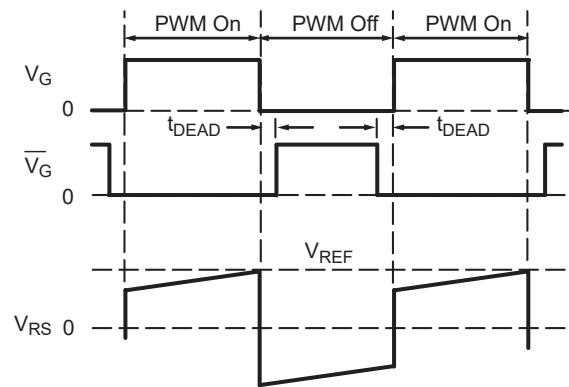 PWM On PWM Off PWM On
V_G
0
t_DEAD t_DEAD
V̅_G̅
0
V_REF
V_RS 0